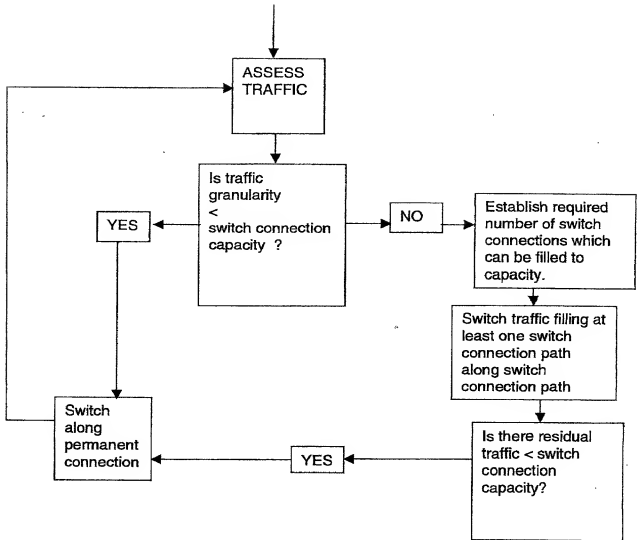 ASSESS
TRAFFIC
Is traffic
granularity
<
switch connection
capacity ?
YES
NO
Establish required
number of switch
connections which
can be filled to
capacity.
Switch traffic filling at
least one switch
connection path
along switch
connection path
Is there residual
traffic < switch
connection
capacity?
YES
Switch
along
permanent
connection